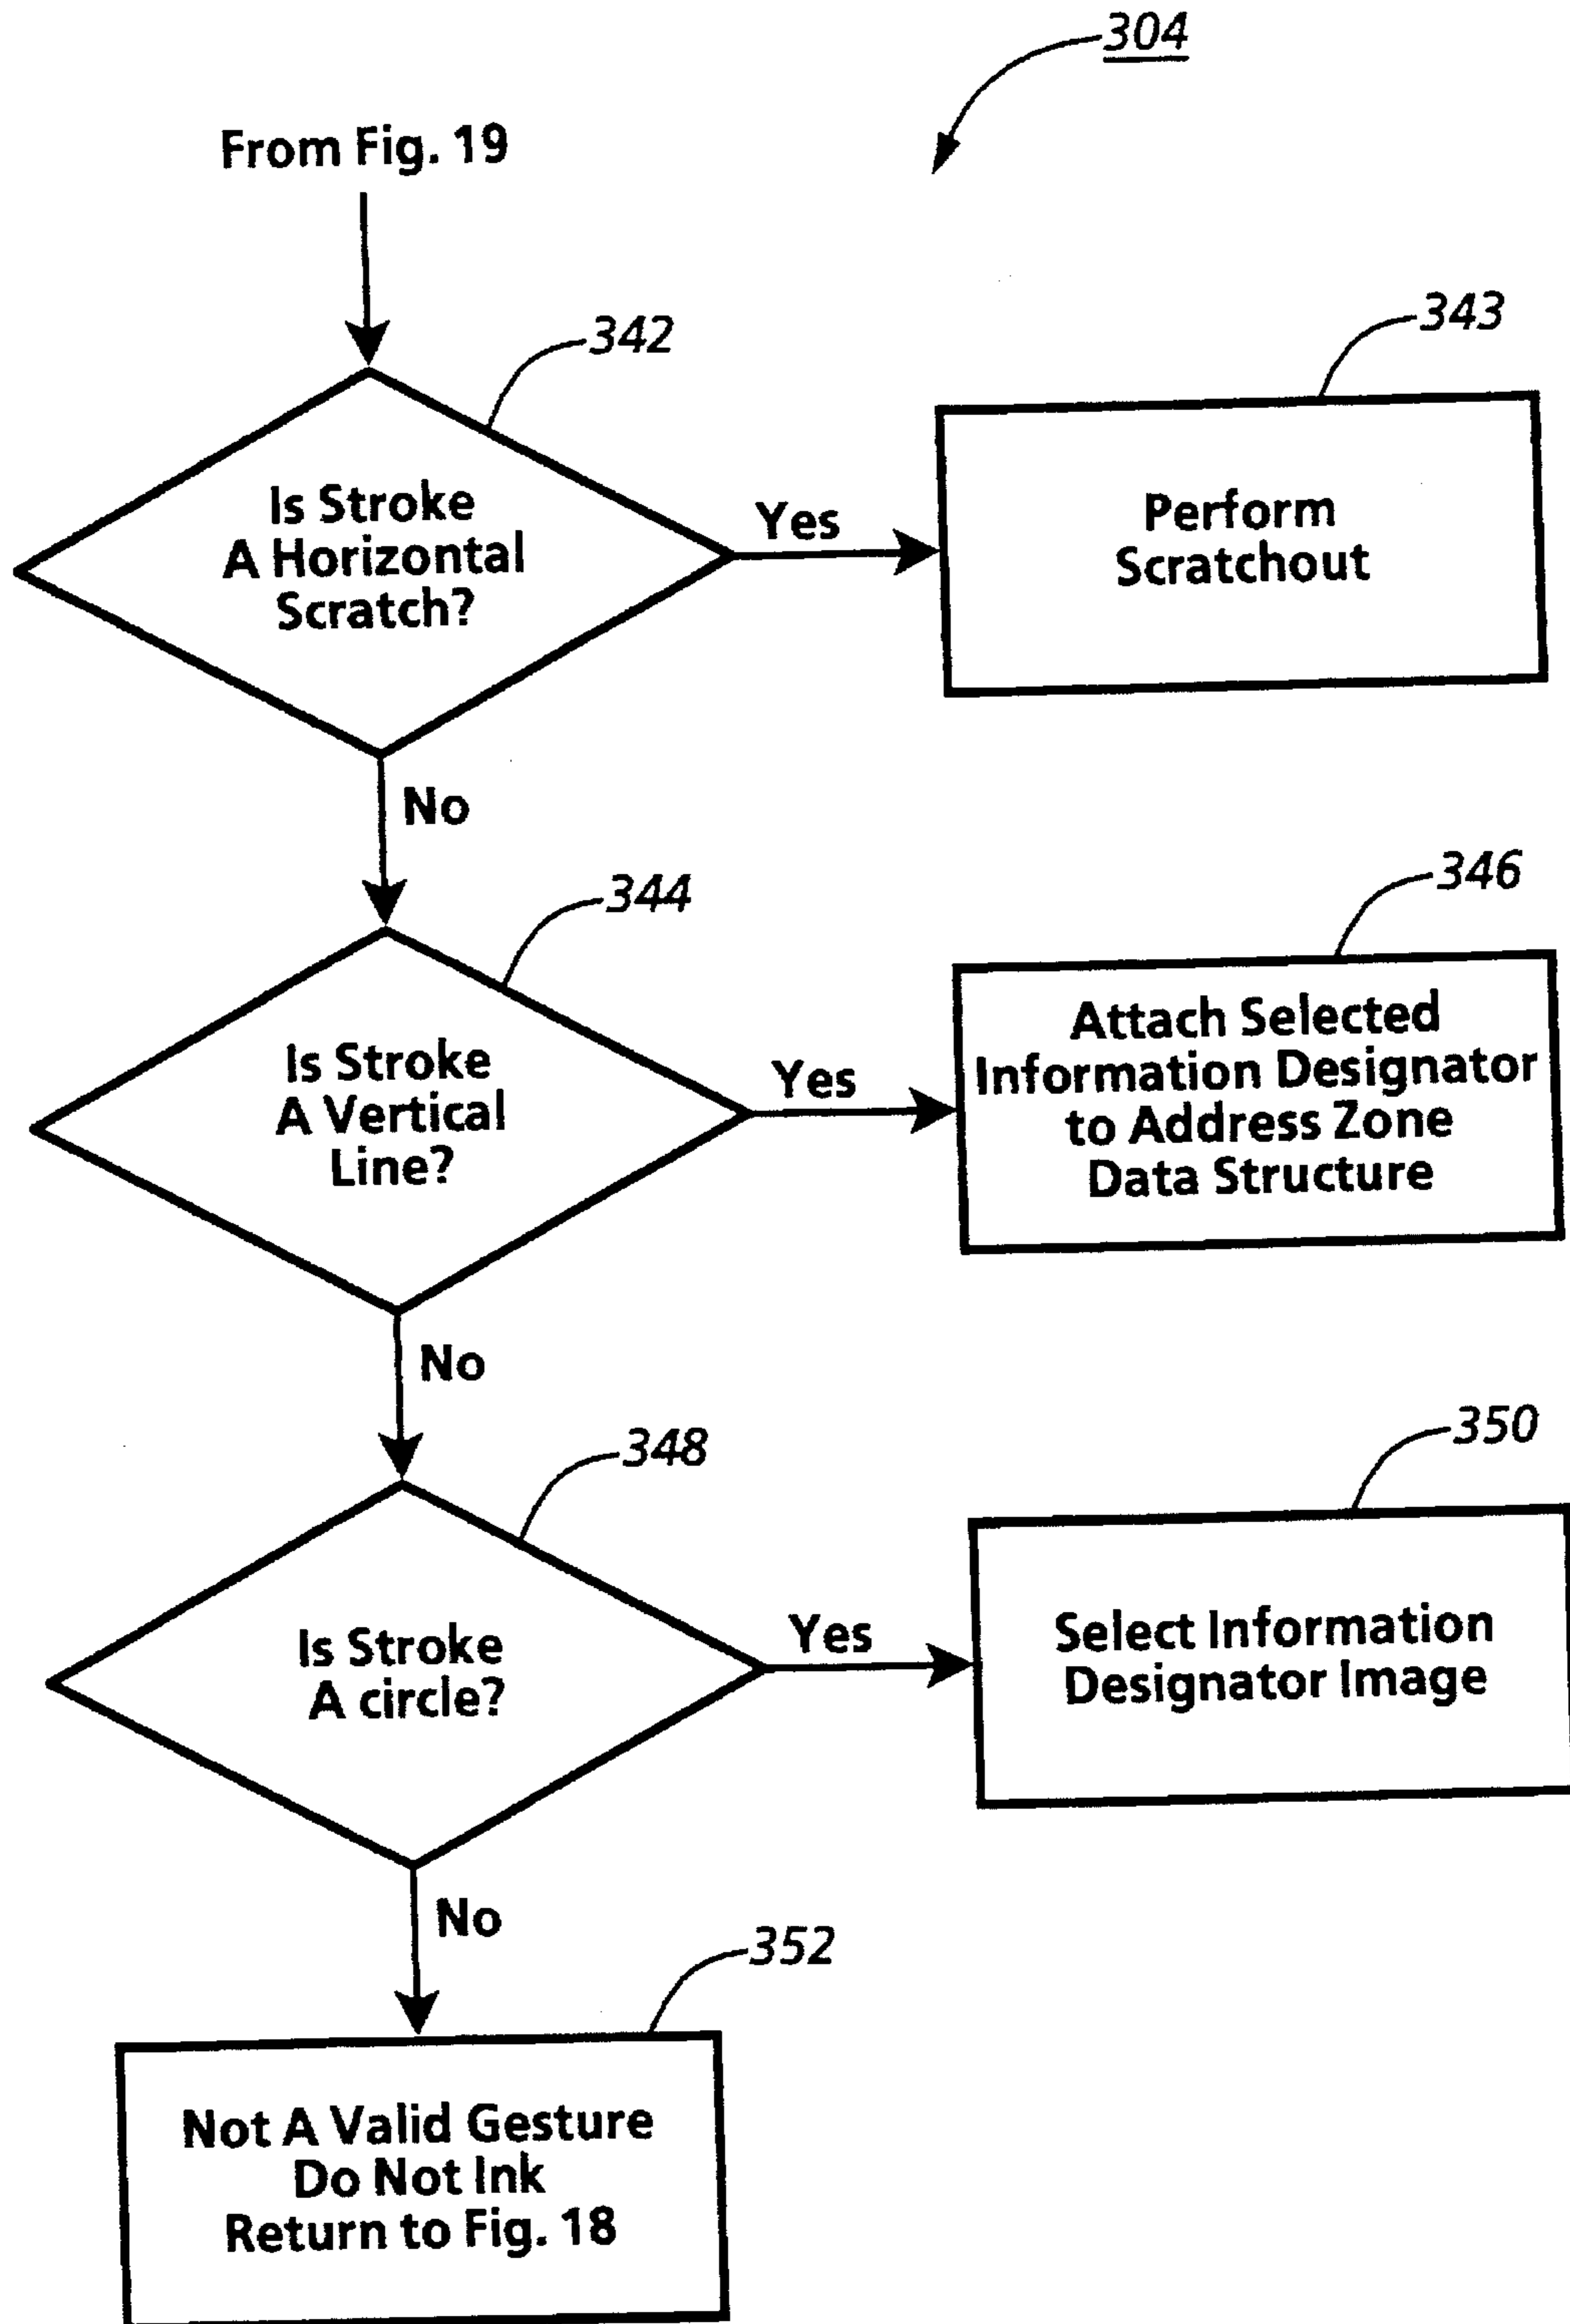 304
From Fig. 19
342
343
Is Stroke
A Horizontal
Scratch?
Yes
Perform
Scratchout
No
344
346
Is Stroke
A Vertical
Line?
Yes
Attach Selected
Information Designator
to Address Zone
Data Structure
No
348
350
Is Stroke
A circle?
Yes
Select Information
Designator Image
No
352
Not A Valid Gesture
Do Not Ink
Return to Fig. 18